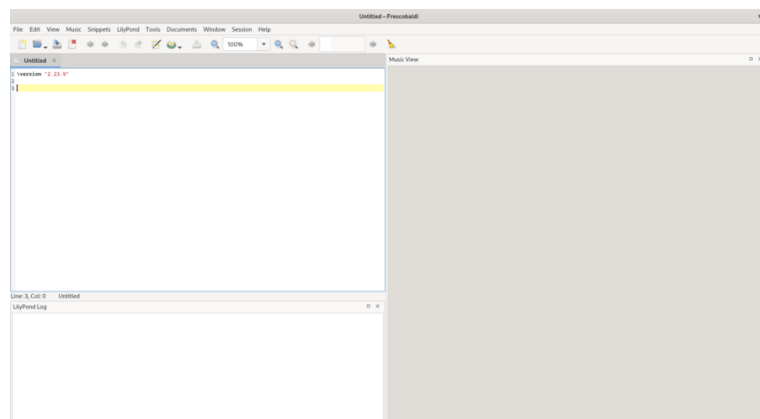 Untitled – Frescobaldi
File Edit View Music Snippets LilyPond Tools Documents Window Session Help
100%
Untitled
Music View
1 \version "2.23.9"
2
3
Line: 3, Col: 0 Untitled
LilyPond Log